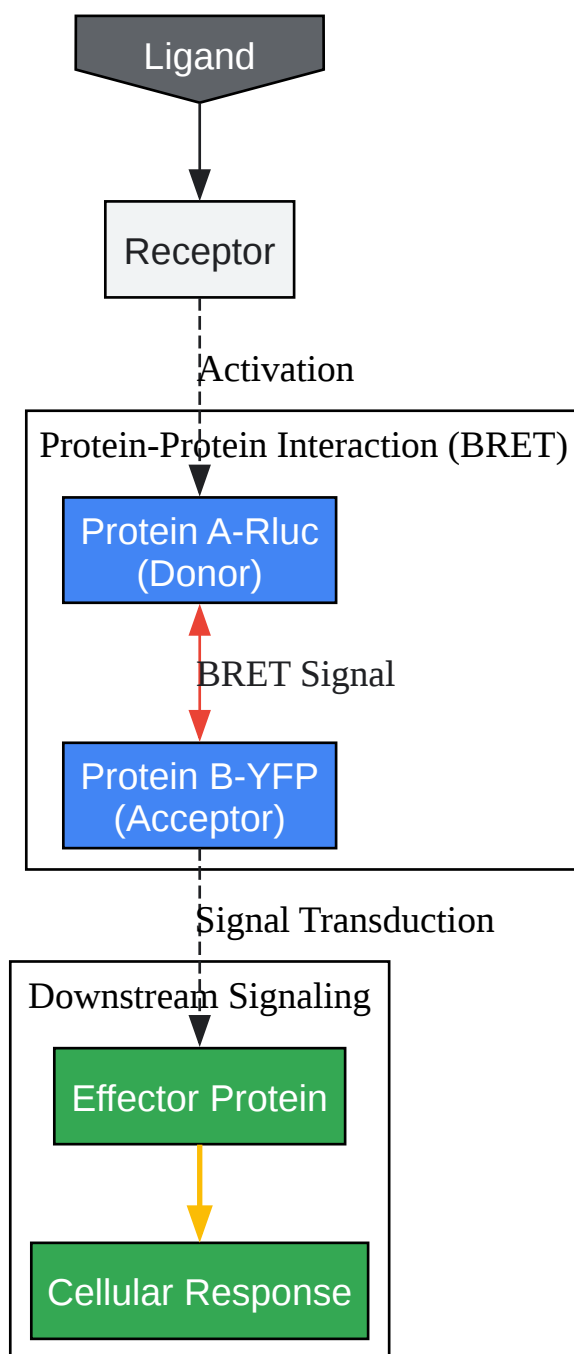 Ligand
Receptor
Activation
Protein-Protein Interaction (BRET)
Protein A-Rluc
(Donor)
BRET Signal
Protein B-YFP
(Acceptor)
Signal Transduction
Downstream Signaling
Effector Protein
Cellular Response